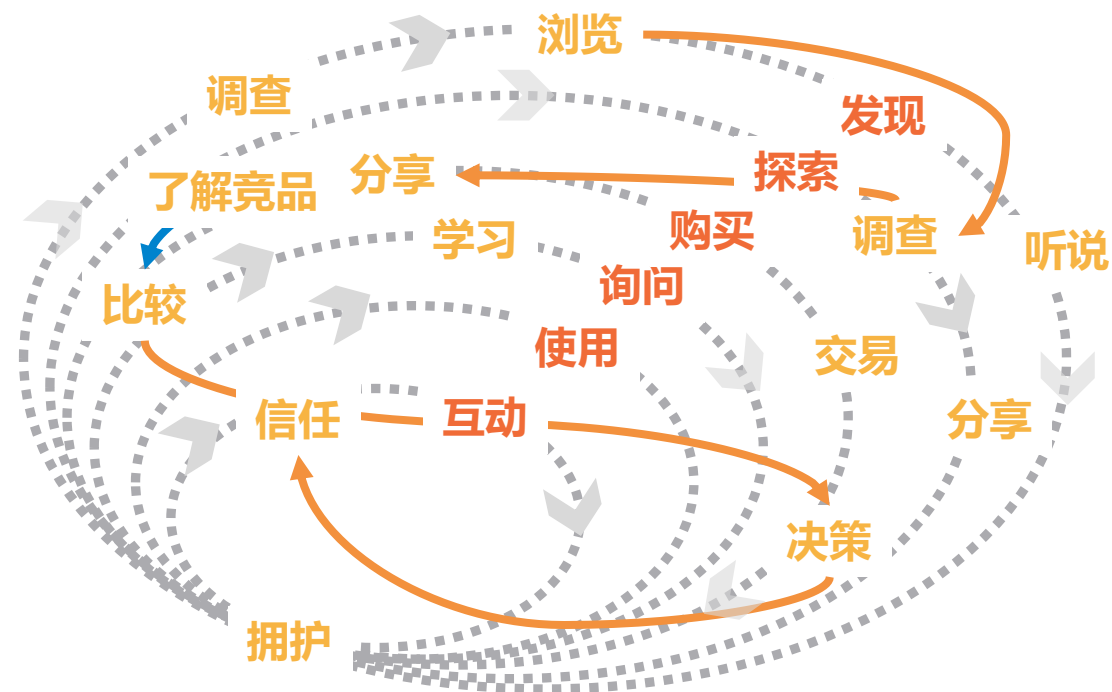 浏览
调查
发现
分享
探索
了解竞品
购买
调查
学习
听说
询问
比较
使用
交易
信任
互动
分享
决策
拥护